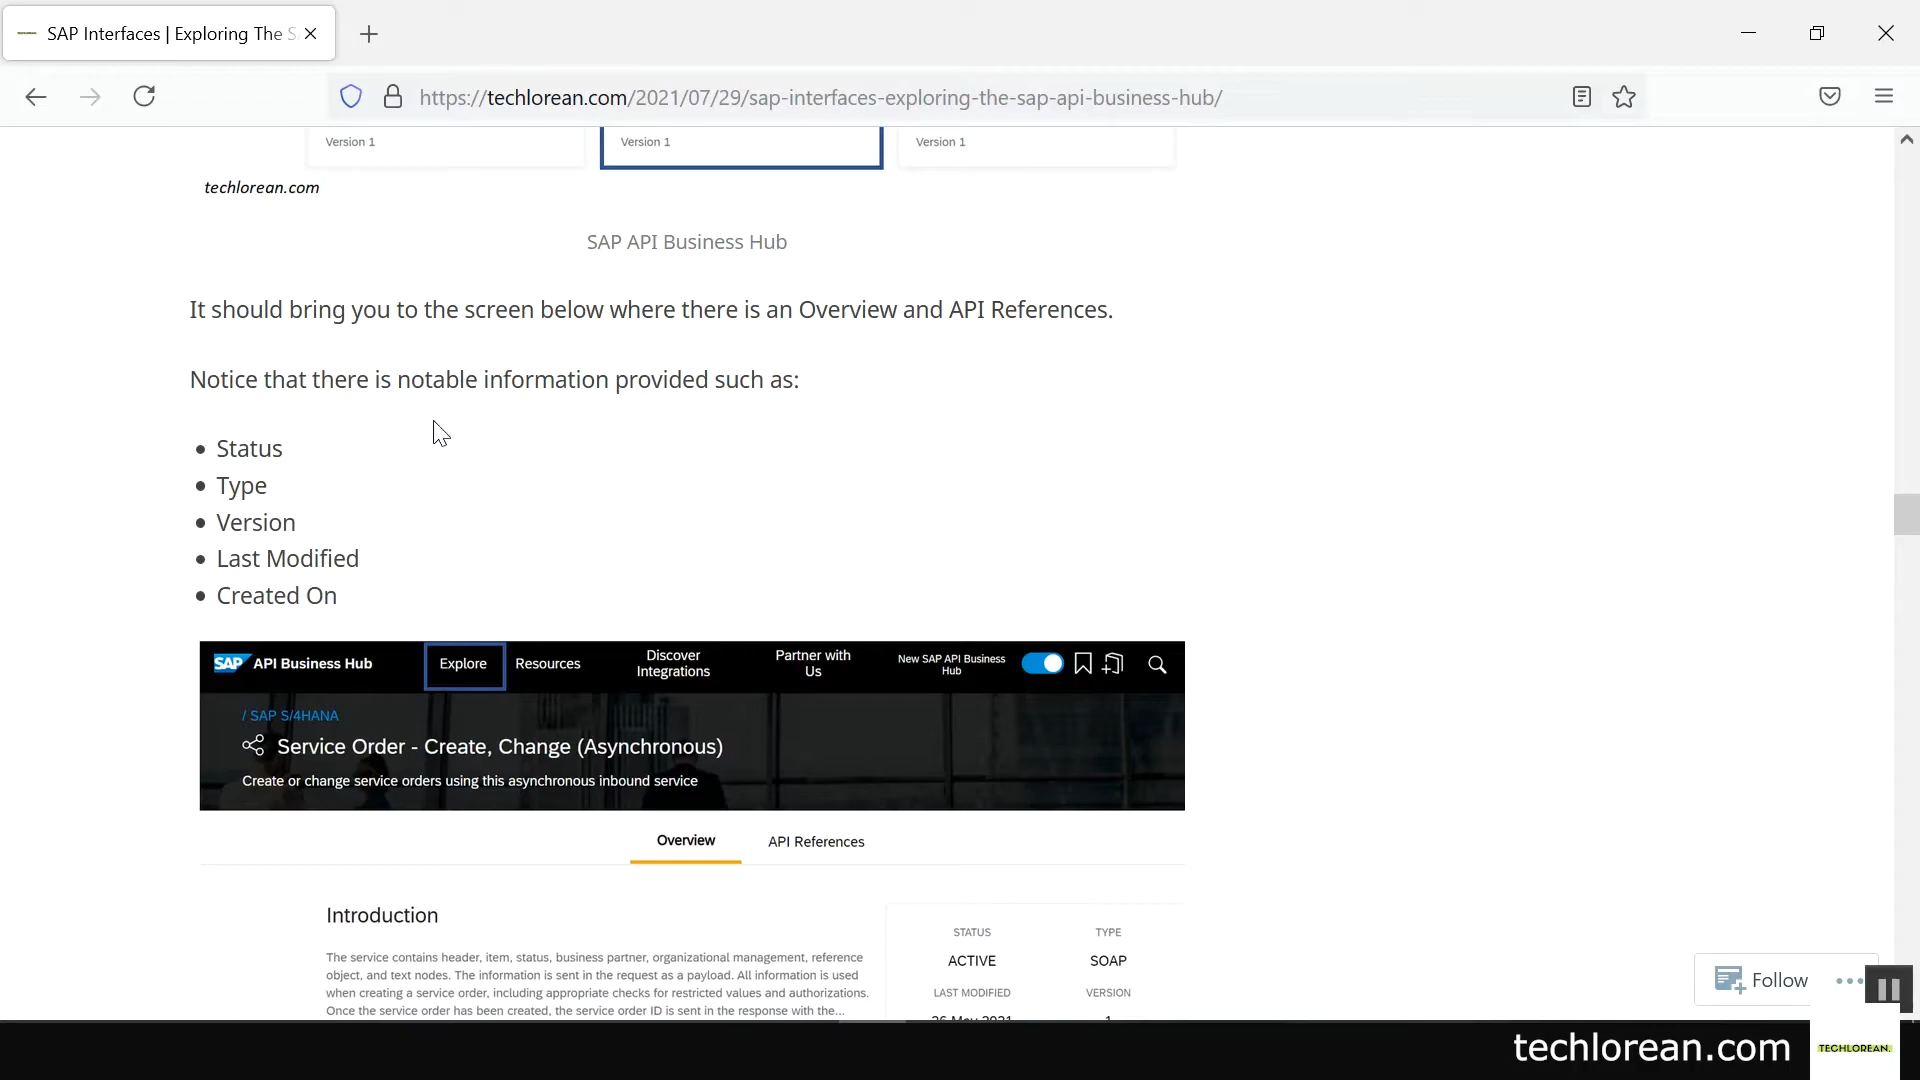 SAP Interfaces | Exploring The S
https://techlorean.com/2021/07/29/sap-interfaces-exploring-the-sap-api-business-hub/
Version 1
Version 1
Version 1
techlorean.com
SAP API Business Hub
It should bring you to the screen below where there is an Overview and API References.
Notice that there is notable information provided such as:
Status
Type
Version
Last Modified
Created On
SAP API Business Hub
Explore
Resources
Discover
Integrations
Partner with
Us
New SAP API Business
Hub
/ SAP S/4HANA
Service Order - Create, Change (Asynchronous)
Create or change service orders using this asynchronous inbound service
Overview
API References
Introduction
The service contains header, item, status, business partner, organizational management, reference
object, and text nodes. The information is sent in the request as a payload. All information is used
when creating a service order, including appropriate checks for restricted values and authorizations.
Once the service order has been created, the service order ID is sent in the response with the...
STATUS
TYPE
ACTIVE
SOAP
LAST MODIFIED
VERSION
26 May 2021
1
Follow
techlorean.com
TECHLOREAN.